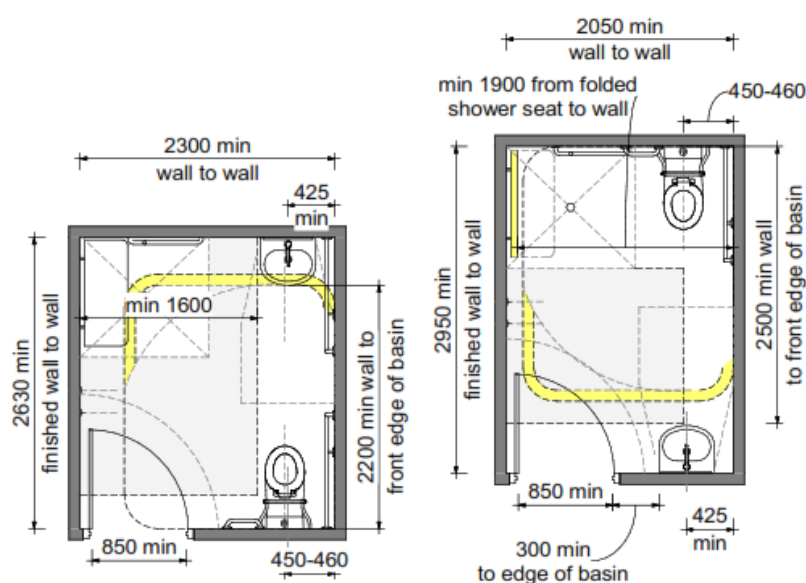 2300 min
wall to wall
425
min
min 1600
2630 min
finished wall to wall
2200 min wall to
front edge of basin
850 min
450-460
2050 min
wall to wall
min 1900 from folded
shower seat to wall
450-460
2950 min
finished wall to wall
2500 min wall
to front edge of basin
850 min
300 min
to edge of basin
425
min